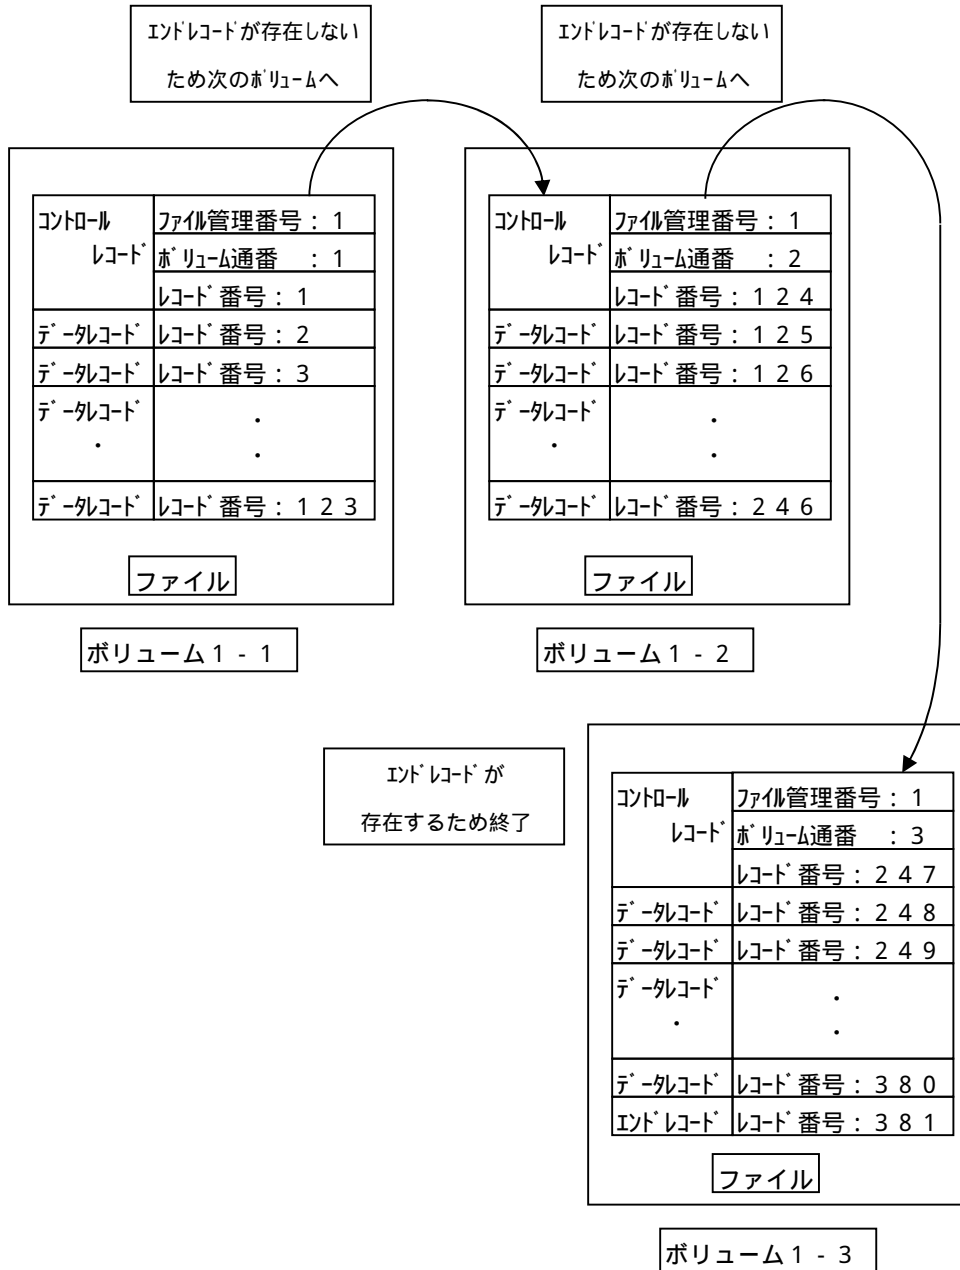 ｴﾝﾄﾞﾚｺｰﾄﾞが存在しない
ため次のﾎﾞﾘｭｰﾑへ
ｴﾝﾄﾞﾚｺｰﾄﾞが存在しない
ため次のﾎﾞﾘｭｰﾑへ
ｺﾝﾄﾛｰﾙ ﾌｧｲﾙ管理番号：１
ﾚｺｰﾄﾞ ﾎﾞﾘｭｰﾑ通番　：１
ﾚｺｰﾄﾞ番号：１
ﾃﾞｰﾀﾚｺｰﾄﾞ ﾚｺｰﾄﾞ番号：２
ﾃﾞｰﾀﾚｺｰﾄﾞ ﾚｺｰﾄﾞ番号：３
ﾃﾞｰﾀﾚｺｰﾄﾞ ・
・ ・
ﾃﾞｰﾀﾚｺｰﾄﾞ ﾚｺｰﾄﾞ番号：１２３
ファイル
ボリューム１-１
ｺﾝﾄﾛｰﾙ ﾌｧｲﾙ管理番号：１
ﾚｺｰﾄﾞ ﾎﾞﾘｭｰﾑ通番　：２
ﾚｺｰﾄﾞ番号：１２４
ﾃﾞｰﾀﾚｺｰﾄﾞ ﾚｺｰﾄﾞ番号：１２５
ﾃﾞｰﾀﾚｺｰﾄﾞ ﾚｺｰﾄﾞ番号：１２６
ﾃﾞｰﾀﾚｺｰﾄﾞ ・
・ ・
ﾃﾞｰﾀﾚｺｰﾄﾞ ﾚｺｰﾄﾞ番号：２４６
ファイル
ボリューム１-２
ｴﾝﾄﾞﾚｺｰﾄﾞが
存在するため終了
ｺﾝﾄﾛｰﾙ ﾌｧｲﾙ管理番号：１
ﾚｺｰﾄﾞ ﾎﾞﾘｭｰﾑ通番　：３
ﾚｺｰﾄﾞ番号：２４７
ﾃﾞｰﾀﾚｺｰﾄﾞ ﾚｺｰﾄﾞ番号：２４８
ﾃﾞｰﾀﾚｺｰﾄﾞ ﾚｺｰﾄﾞ番号：２４９
ﾃﾞｰﾀﾚｺｰﾄﾞ ・
・ ・
ﾃﾞｰﾀﾚｺｰﾄﾞ ﾚｺｰﾄﾞ番号：３８０
ｴﾝﾄﾞﾚｺｰﾄﾞ ﾚｺｰﾄﾞ番号：３８１
ファイル
ボリューム１-３